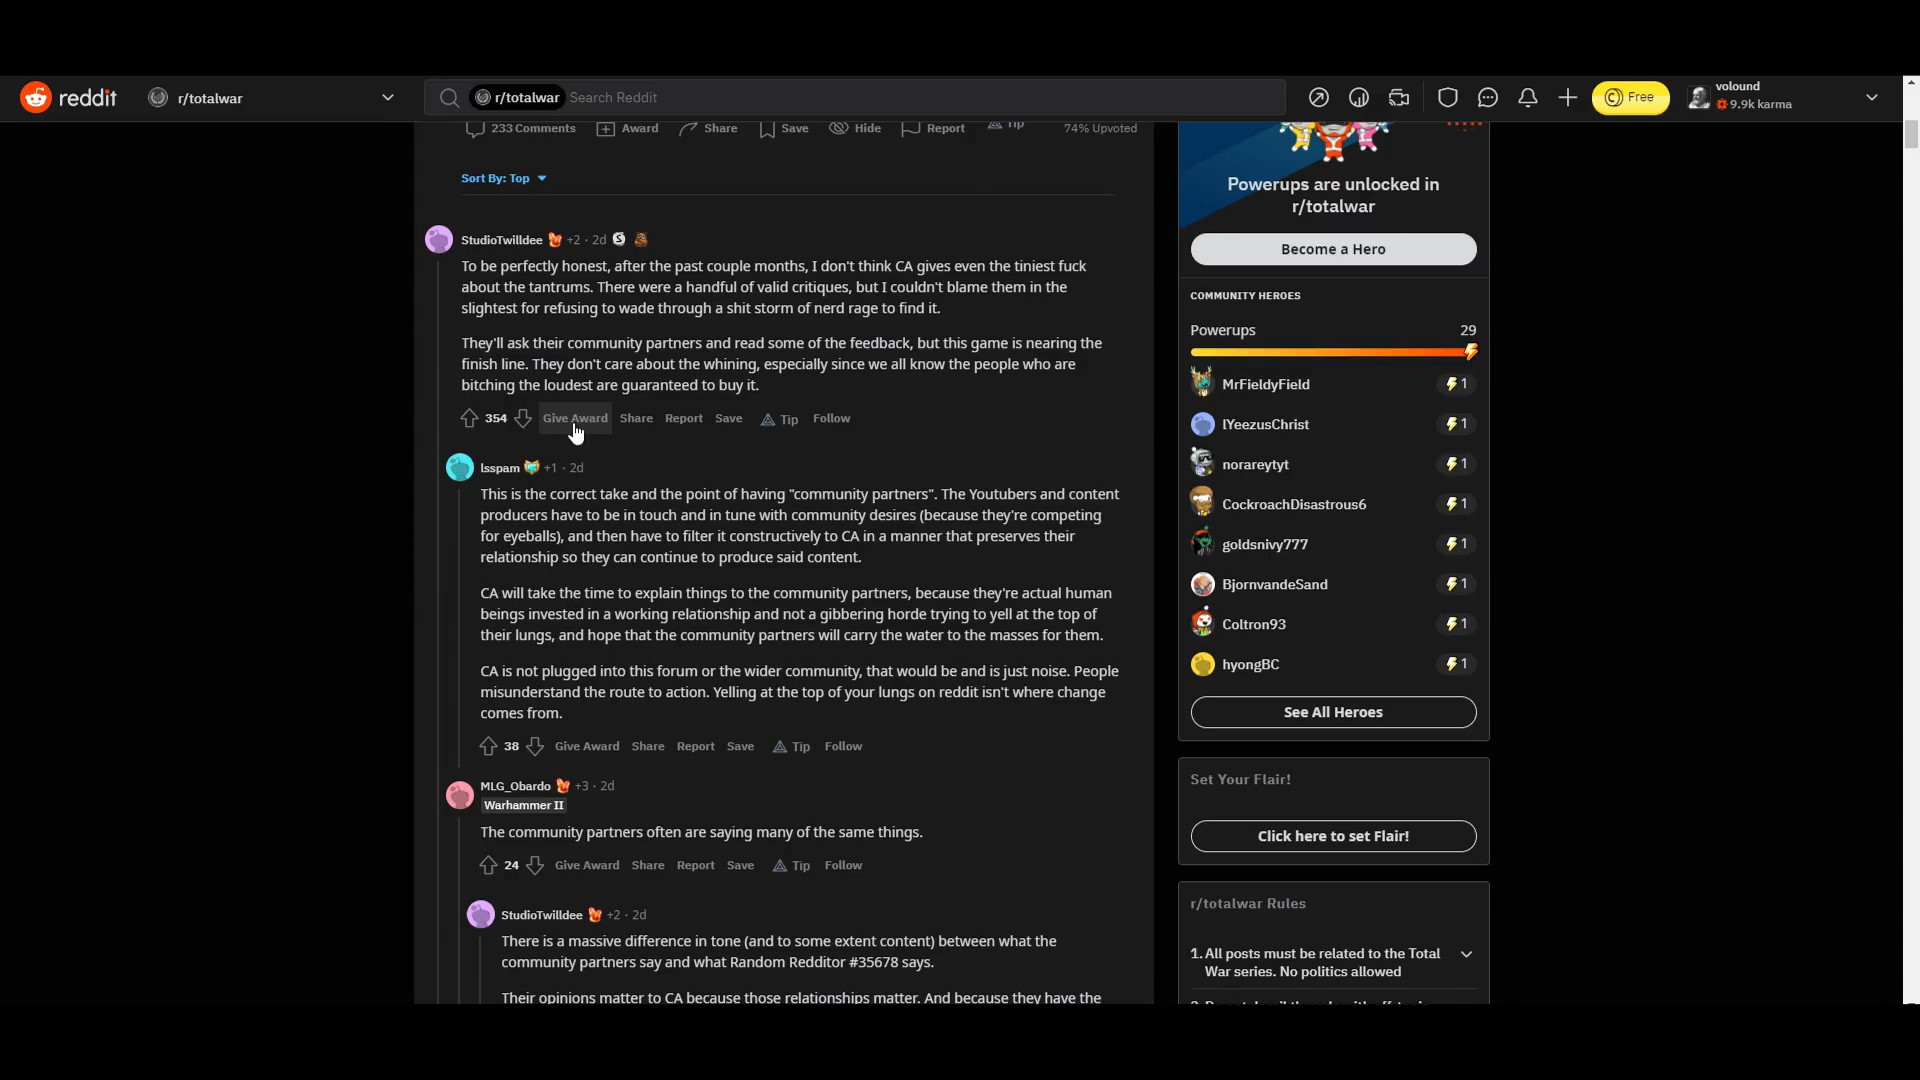 reddit
r/totalwar
r/totalwar Search Reddit
Free
volound
9.9k karma
233 Comments Award Share Save Hide Report Tip 74% Upvoted
Sort By: Top
StudioTwilldee +2 · 2d
To be perfectly honest, after the past couple months, I don't think CA gives even the tiniest fuck
about the tantrums. There were a handful of valid critiques, but I couldn't blame them in the
slightest for refusing to wade through a shit storm of nerd rage to find it.
They'll ask their community partners and read some of the feedback, but this game is nearing the
finish line. They don't care about the whining, especially since we all know the people who are
bitching the loudest are guaranteed to buy it.
354 Give Award Share Report Save Tip Follow
lsspam +1 · 2d
This is the correct take and the point of having "community partners". The Youtubers and content
producers have to be in touch and in tune with community desires (because they're competing
for eyeballs), and then have to filter it constructively to CA in a manner that preserves their
relationship so they can continue to produce said content.
CA will take the time to explain things to the community partners, because they're actual human
beings invested in a working relationship and not a gibbering horde trying to yell at the top of
their lungs, and hope that the community partners will carry the water to the masses for them.
CA is not plugged into this forum or the wider community, that would be and is just noise. People
misunderstand the route to action. Yelling at the top of your lungs on reddit isn't where change
comes from.
38 Give Award Share Report Save Tip Follow
MLG_Obardo +3 · 2d
Warhammer II
The community partners often are saying many of the same things.
24 Give Award Share Report Save Tip Follow
StudioTwilldee +2 · 2d
There is a massive difference in tone (and to some extent content) between what the
community partners say and what Random Redditor #35678 says.
Their opinions matter to CA because those relationships matter. And because they have the
Powerups are unlocked in
r/totalwar
Become a Hero
COMMUNITY HEROES
Powerups 29
MrFieldyField 1
lYeezusChrist 1
norareytyt 1
CockroachDisastrous6 1
goldsnivy777 1
BjornvandeSand 1
Coltron93 1
hyongBC 1
See All Heroes
Set Your Flair!
Click here to set Flair!
r/totalwar Rules
1. All posts must be related to the Total
War series. No politics allowed